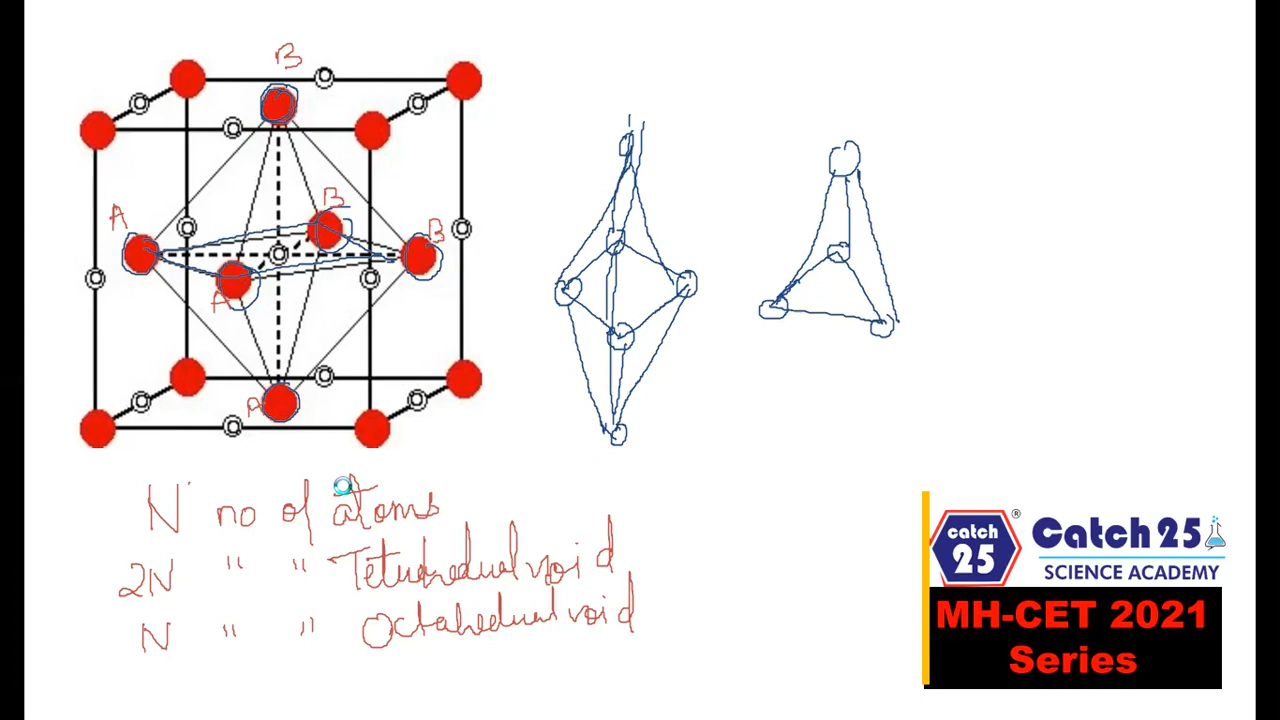 B
A
B
B
A
A
N no of atoms
2N " " Tetrahedral void
N " " Octahedral void
catch
25
®
Catch 25
SCIENCE ACADEMY
MH-CET 2021
Series